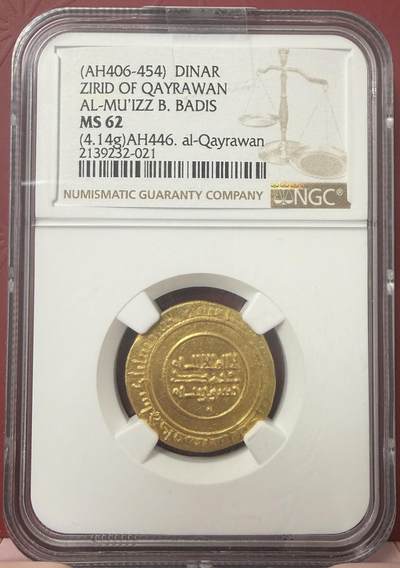 (AH406-454) DINAR
ZIRID OF QAYRAWAN
AL-MU'IZZ B. BADIS
MS 62
(4.14g)AH446. al-Qayrawan
2139232-021
NUMISMATIC GUARANTY COMPANY
NGC®